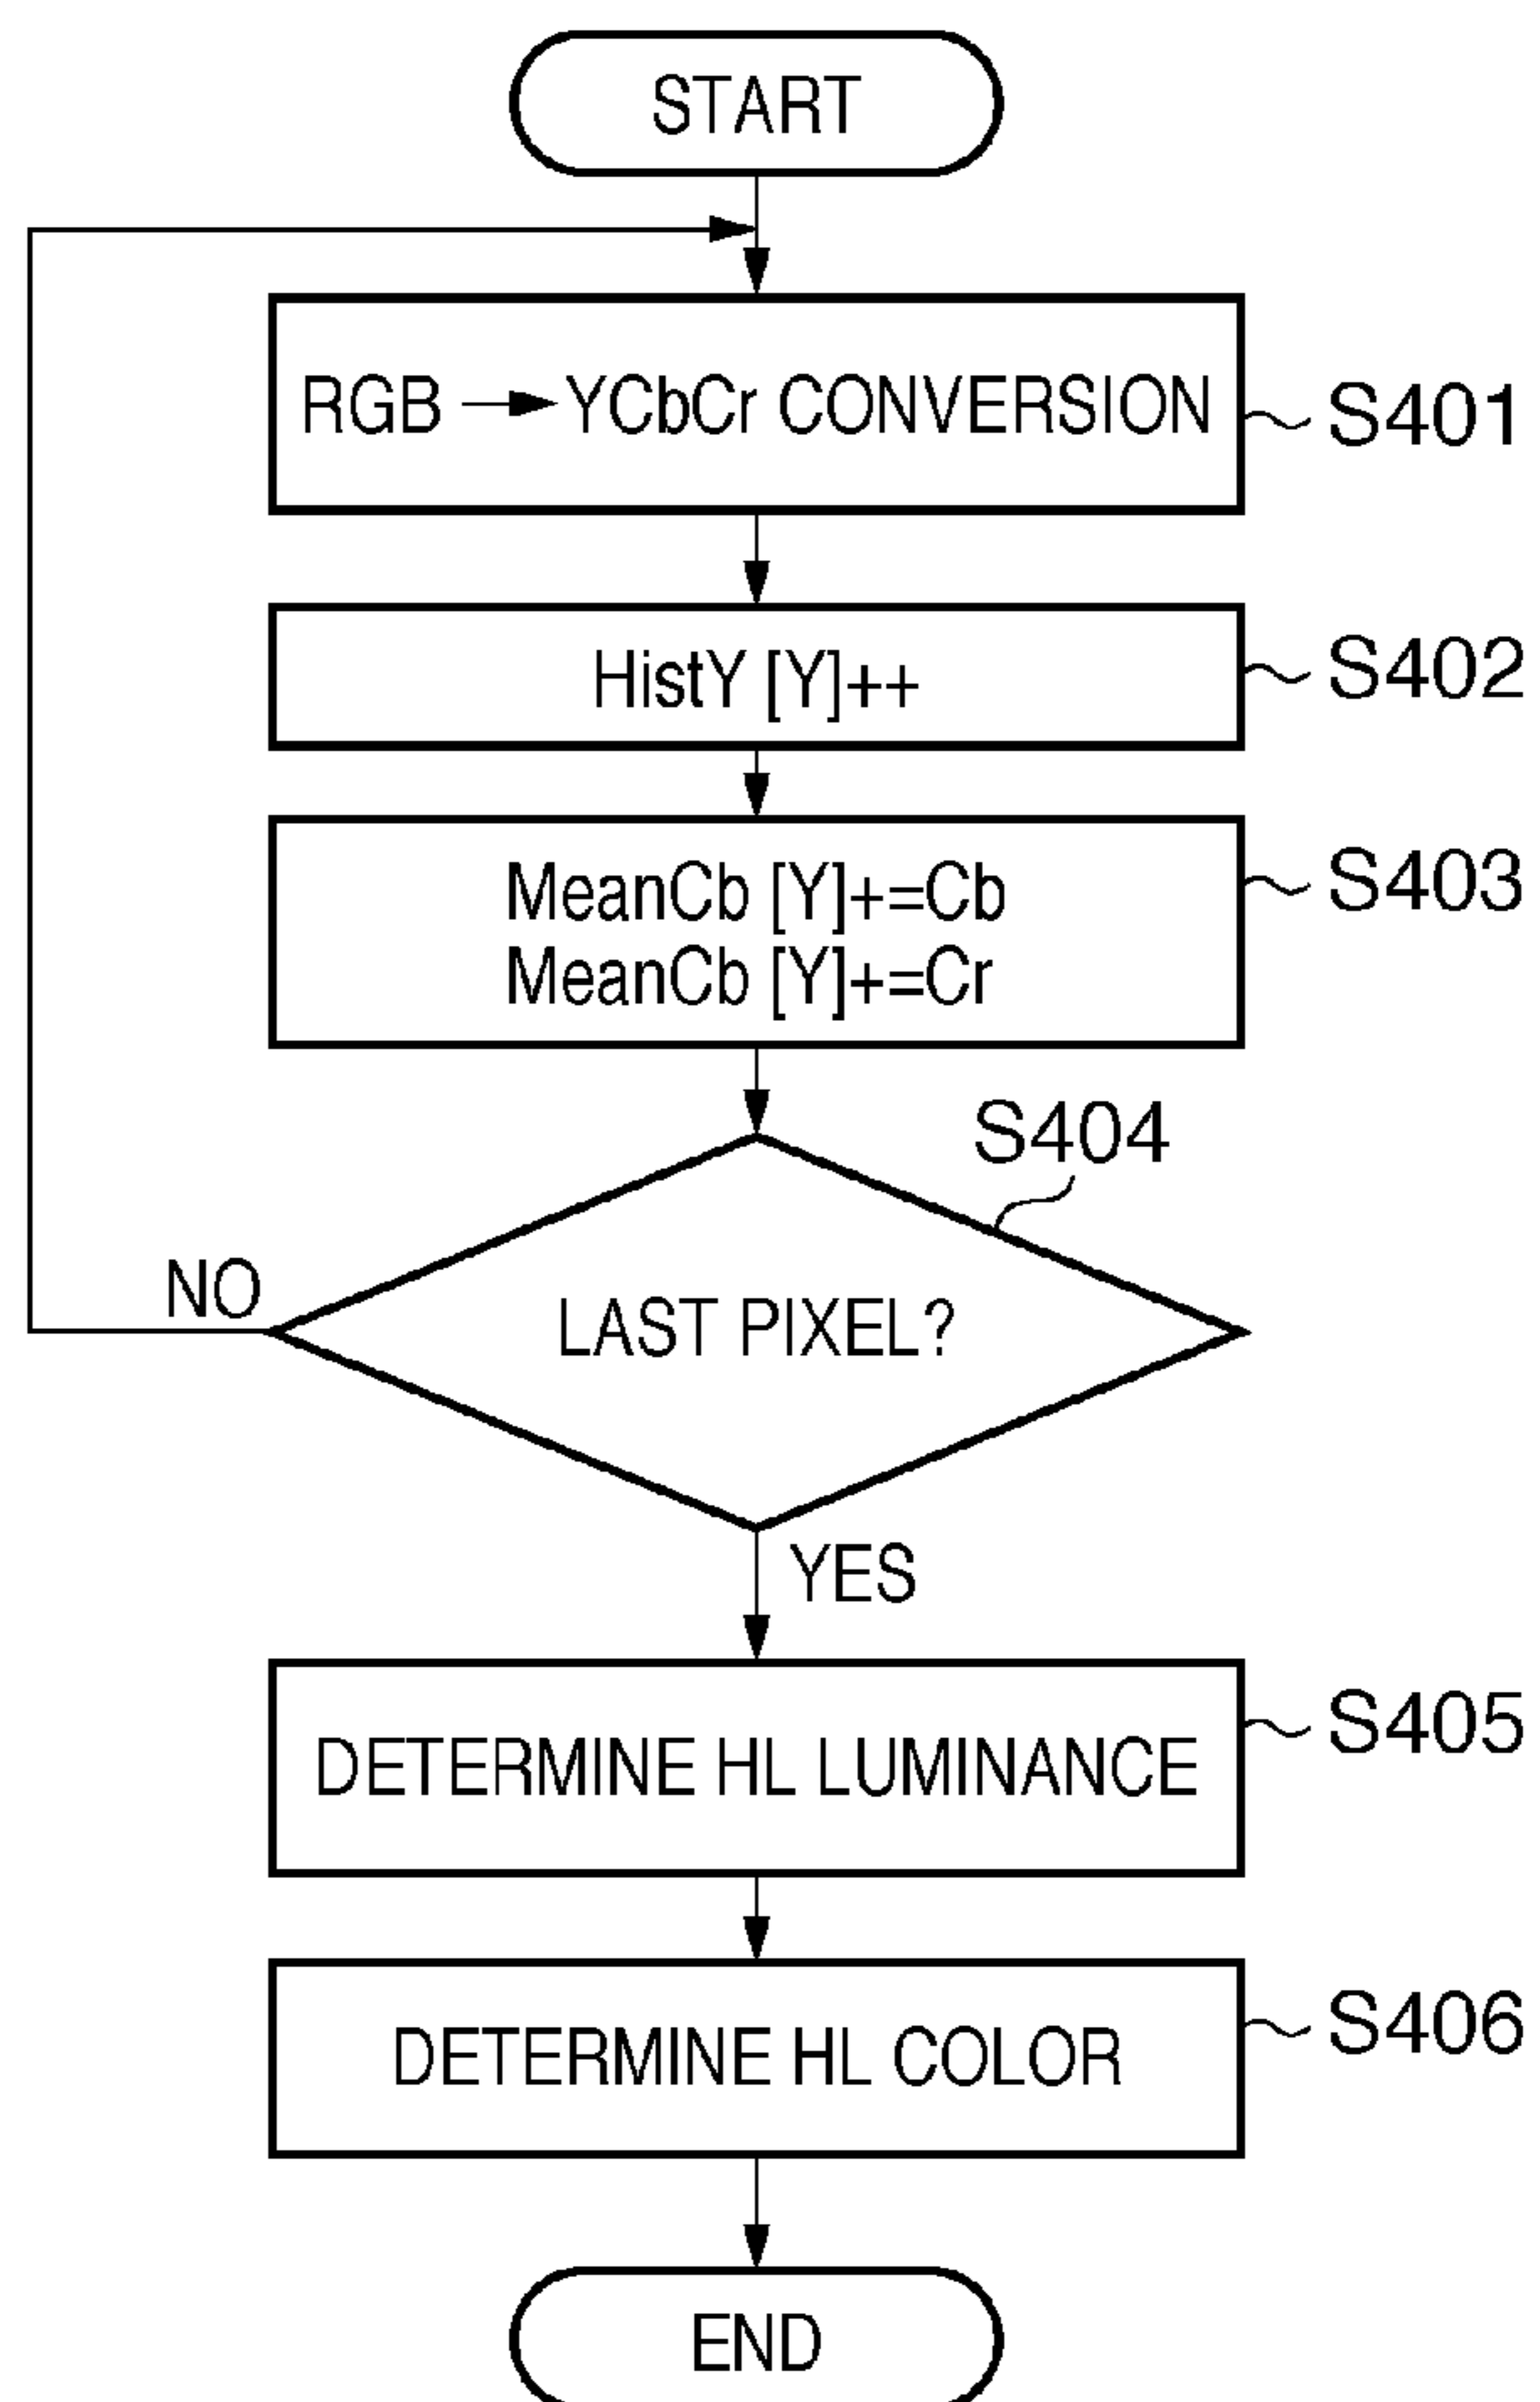 START
RGB → YCbCr CONVERSION
S401
HistY [Y]++
S402
MeanCb [Y]+=Cb
MeanCb [Y]+=Cr
S403
S404
NO
LAST PIXEL?
YES
DETERMINE HL LUMINANCE
S405
DETERMINE HL COLOR
S406
END